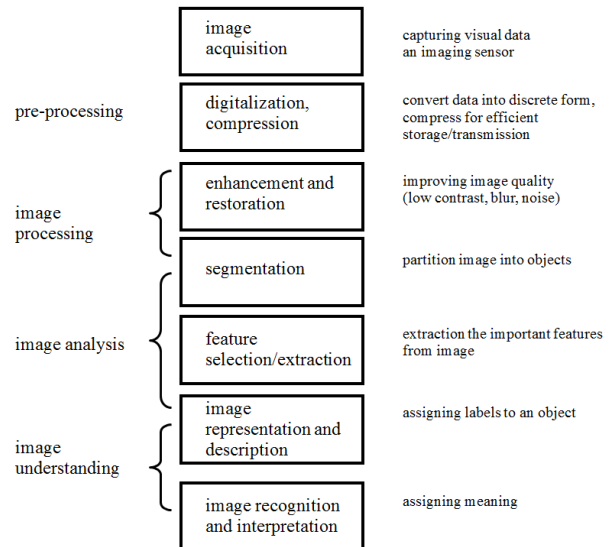 image
acquisition
capturing visual data
an imaging sensor
pre-processing
digitalization,
compression
convert data into discrete form,
compress for efficient
storage/transmission
image
processing
enhancement and
restoration
improving image quality
(low contrast, blur, noise)
segmentation
partition image into objects
image analysis
feature
selection/extraction
extraction the important features
from image
image
representation and
description
assigning labels to an object
image
understanding
image recognition
and interpretation
assigning meaning